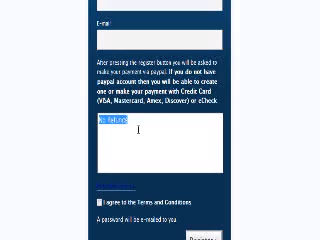 E-mail
After pressing the register button you will be asked to
make your payment via paypal. If you do not have
paypal account then you will be able to create
one or make your payment with Credit Card
(VISA, Mastercard, Amex, Discover) or eCheck
No Refunds
I agree to the Terms and Conditions
A password will be e-mailed to you
Register